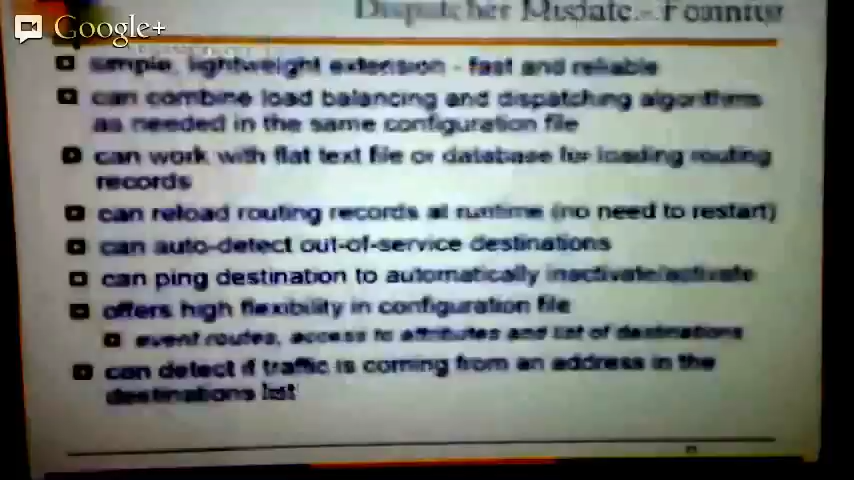 Google+
simple, lightweight extension - fast and reliable
can combine load balancing and dispatching algorithms
as needed in the same configuration file
can work with flat text file or database for loading routing
records
can reload routing records at runtime (no need to restart)
can auto-detect out-of-service destinations
can ping destination to automatically inactivate/activate
offers high flexibility in configuration file
event routes, access to attributes and list of destinations
can detect if traffic is coming from an address in the
destinations list